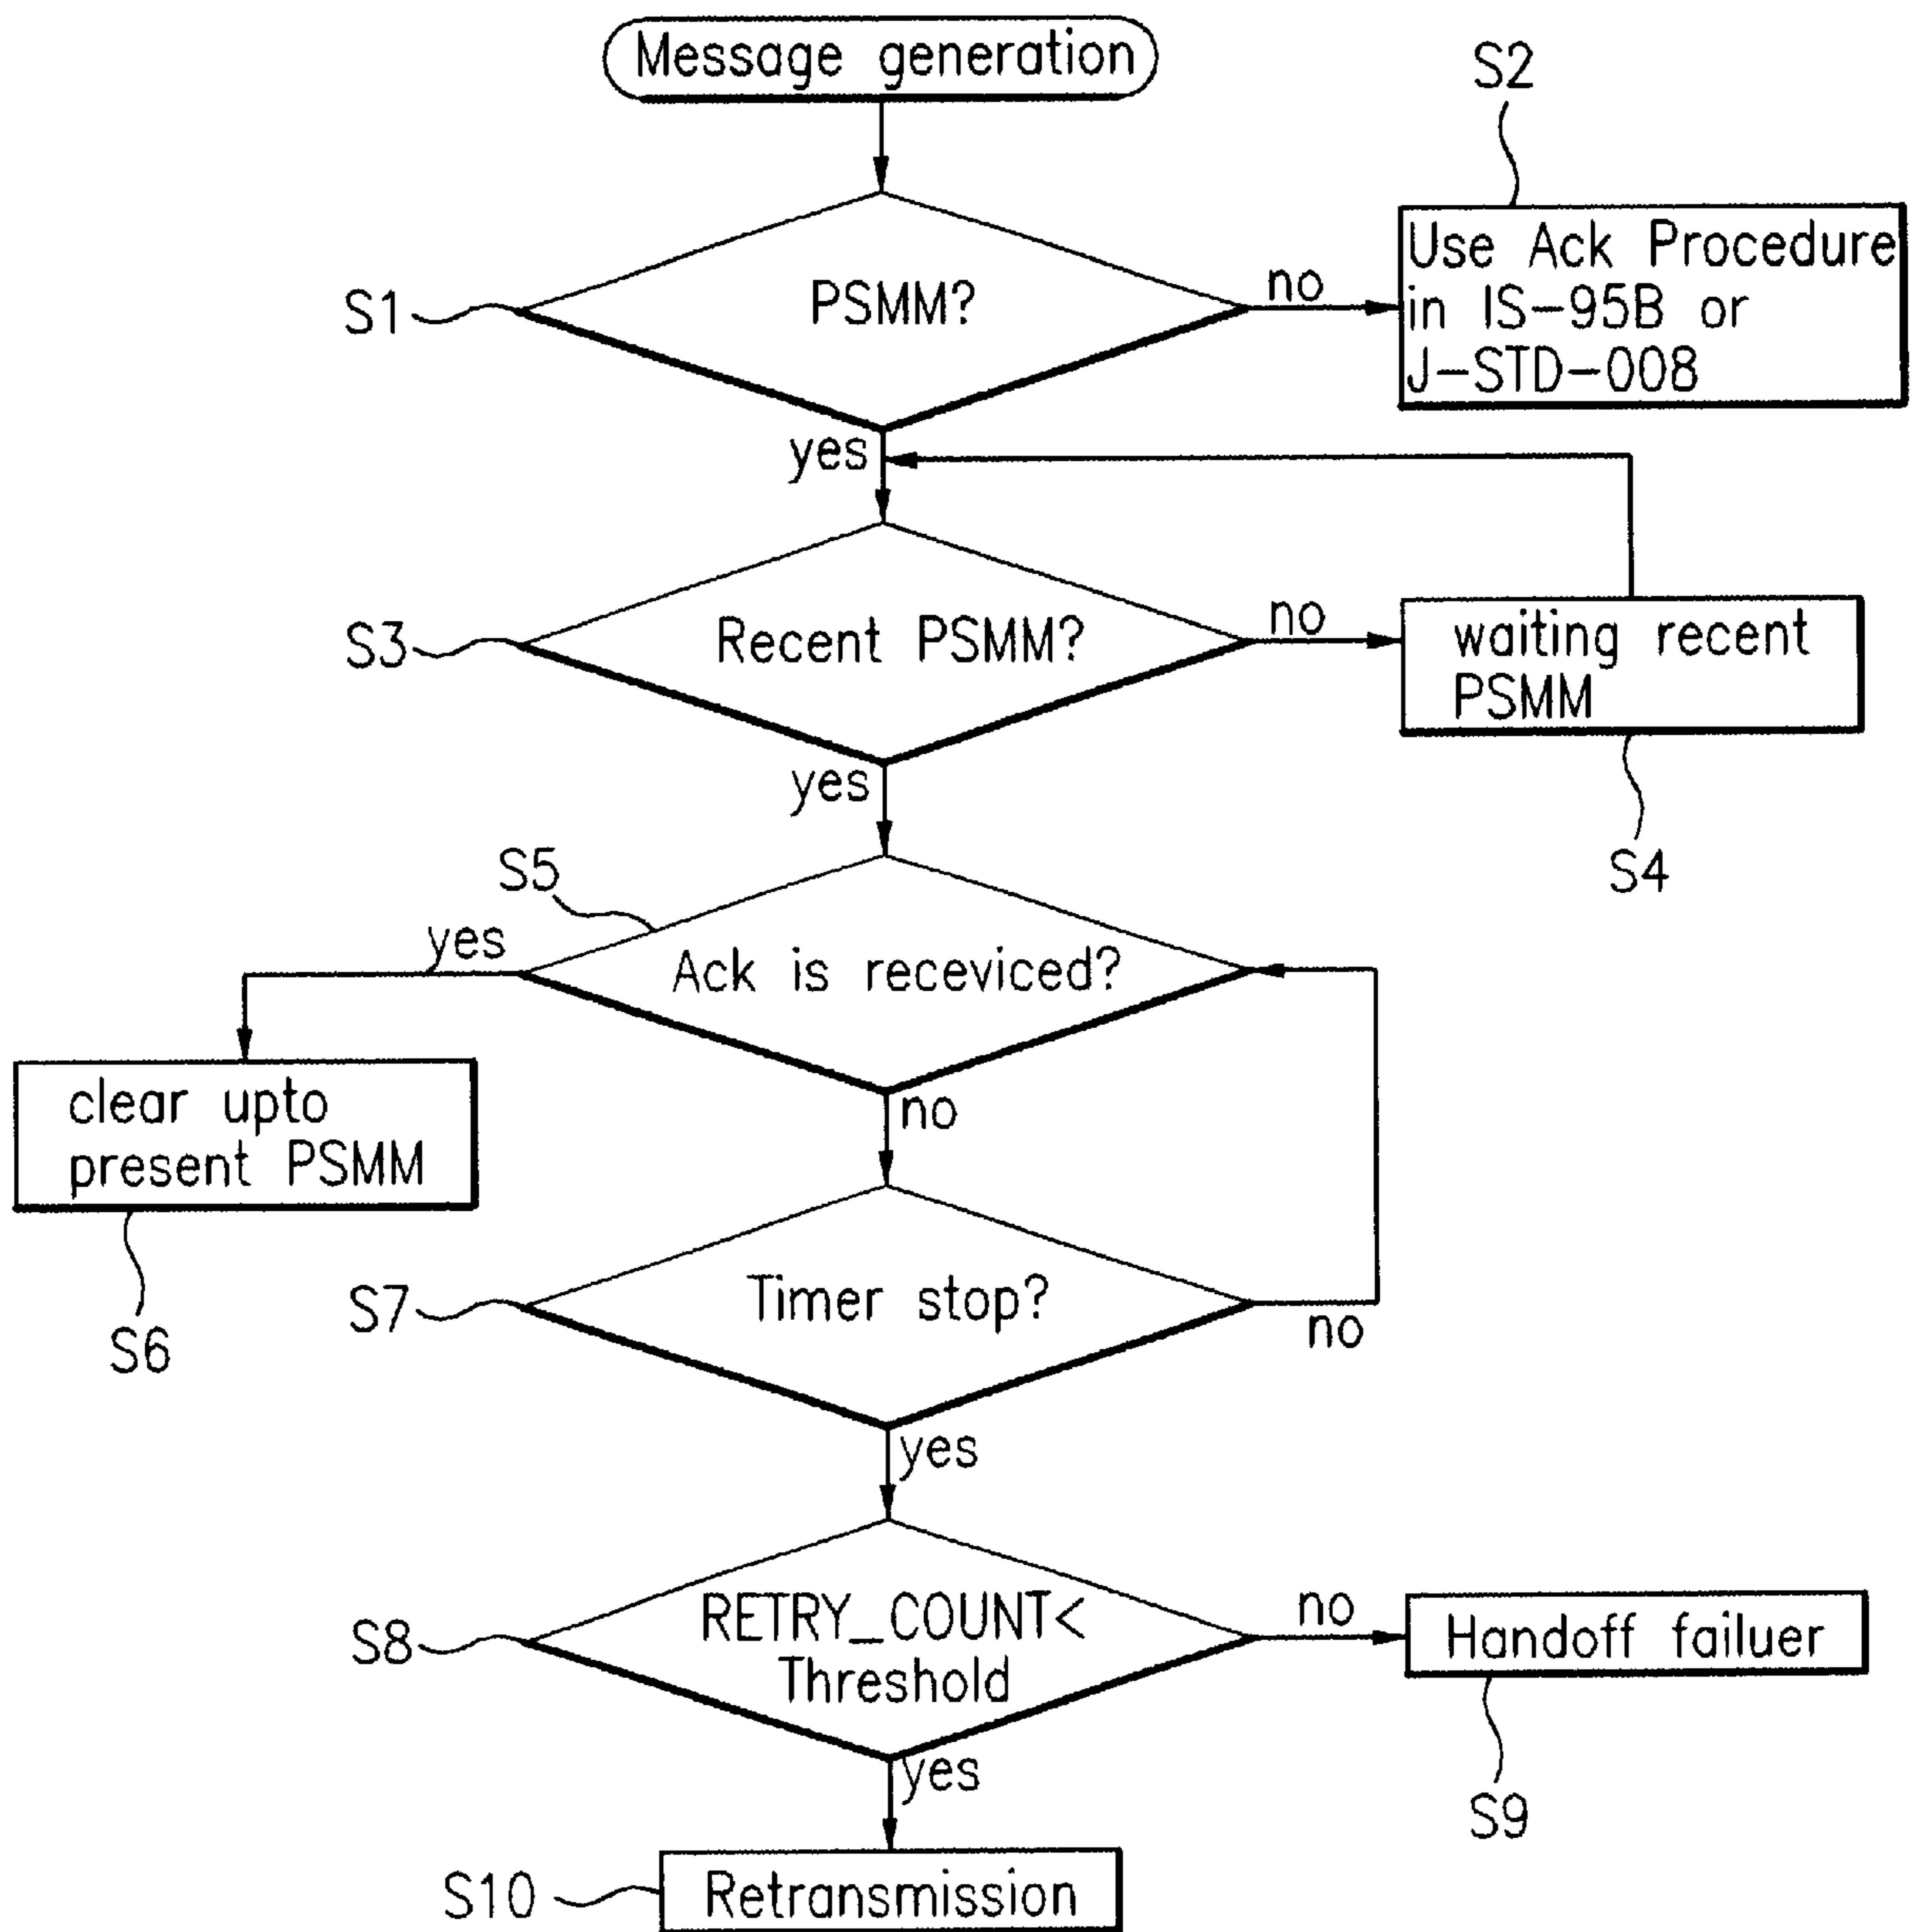 Message generation
S2
Use Ack Procedure
in IS-95B or
J-STD-008
S1
PSMM?
no
yes
S3
Recent PSMM?
no
waiting recent
PSMM
S4
yes
S5
yes
Ack is receviced?
clear upto
present PSMM
S6
no
S7
Timer stop?
no
yes
S8
RETRY_COUNT<
Threshold
no
Handoff failuer
S9
yes
S10
Retransmission